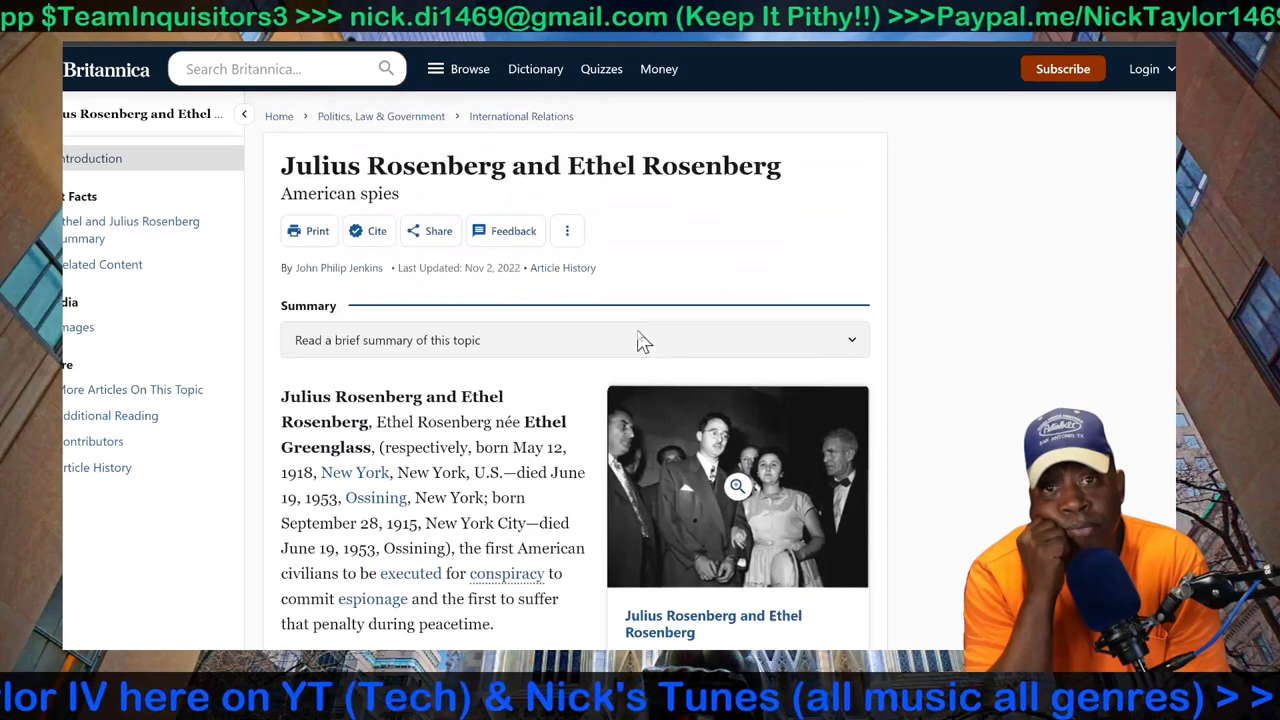 pp $TeamInquisitors3 >>> nick.di1469@gmail.com (Keep It Pithy!!) >>>Paypal.me/NickTaylor1469
Britannica
Search Britannica...
Browse
Dictionary
Quizzes
Money
Subscribe
Login
us Rosenberg and Ethel ...
ntroduction
t Facts
thel and Julius Rosenberg
ummary
elated Content
dia
mages
re
More Articles On This Topic
dditional Reading
ontributors
rticle History
Home > Politics, Law & Government > International Relations
Julius Rosenberg and Ethel Rosenberg
American spies
Print
Cite
Share
Feedback
By John Philip Jenkins • Last Updated: Nov 2, 2022 • Article History
Summary
Read a brief summary of this topic
Julius Rosenberg and Ethel
Rosenberg, Ethel Rosenberg née Ethel
Greenglass, (respectively, born May 12,
1918, New York, New York, U.S.—died June
19, 1953, Ossining, New York; born
September 28, 1915, New York City—died
June 19, 1953, Ossining), the first American
civilians to be executed for conspiracy to
commit espionage and the first to suffer
that penalty during peacetime.
Julius Rosenberg and Ethel
Rosenberg
SAN ANTONIO, TX
lor IV here on YT (Tech) & Nick's Tunes (all music all genres) > >